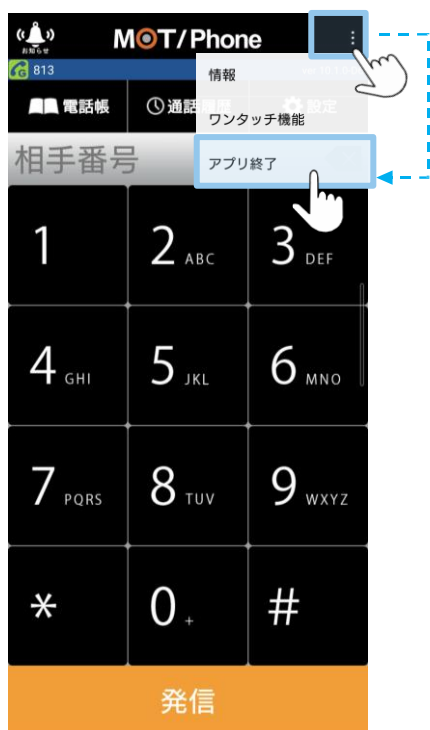 お知らせ
MOT/Phone
813
情報
電話帳
通話
設定
ワンタッチ機能
相手番号
アプリ終了
1
2 ABC
3 DEF
4 GHI
5 JKL
6 MNO
7 PQRS
8 TUV
9 WXYZ
*
0 +
#
発信